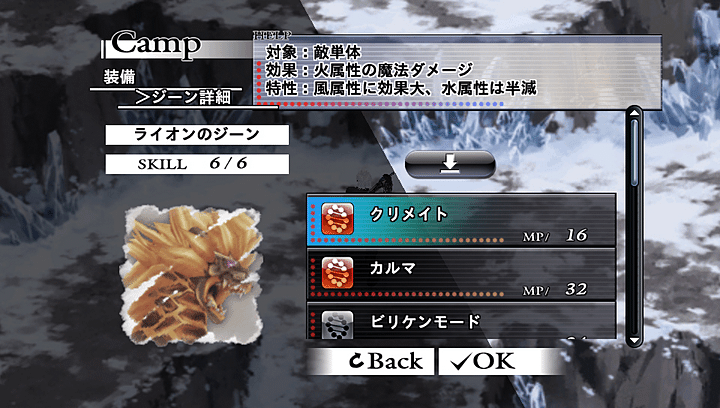 Camp
HELP
対象：敵単体
効果：火属性の魔法ダメージ
特性：風属性に効果大、水属性は半減
装備
＞ジーン詳細
ライオンのジーン
SKILL 6/6
クリメイト
MP/ 16
カルマ
MP/ 32
ビリケンモード
Back
OK